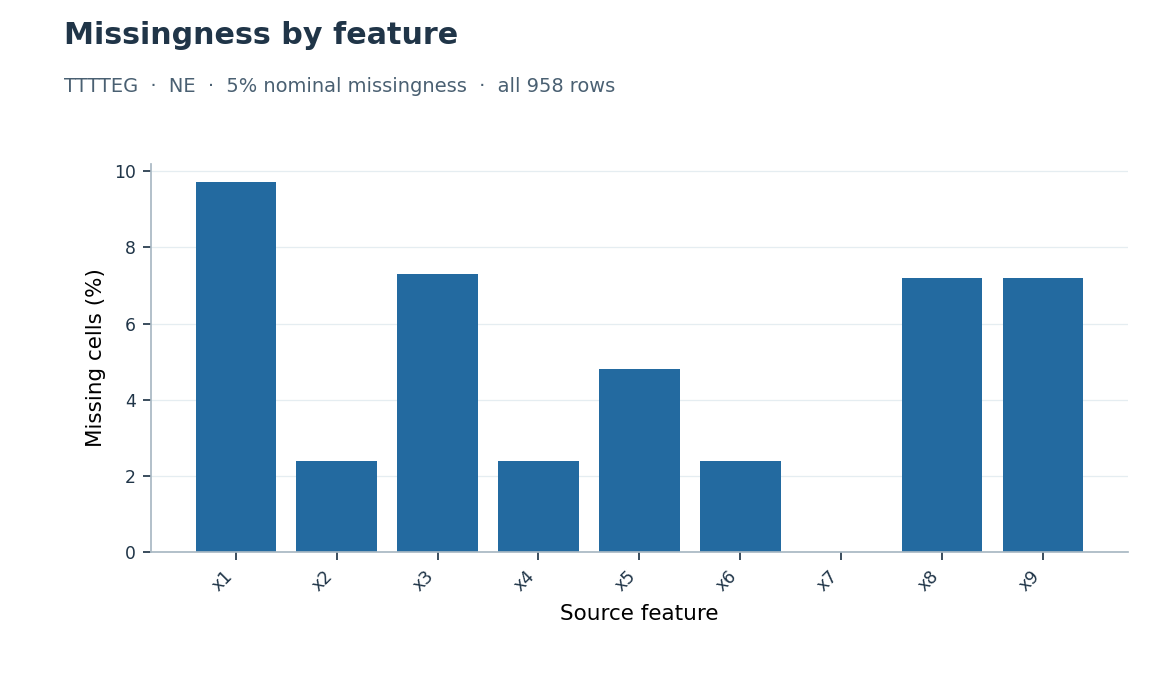 Missingness by feature
TTTTEG · NE · 5% nominal missingness · all 958 rows
10
8
6
4
2
0
Missing cells (%)
x1 x2 x3 x4 x5 x6 x7 x8 x9
Source feature